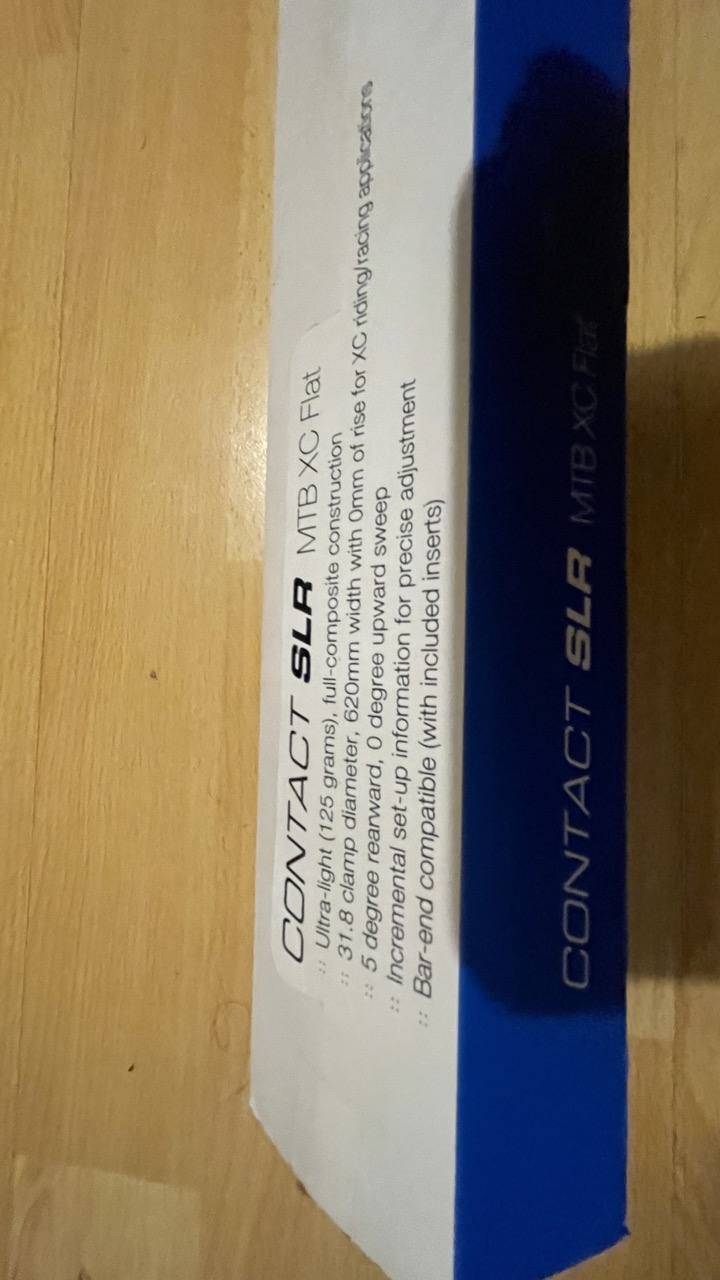 CONTACT SLR MTB XC Flat
:: Ultra-light (125 grams), full-composite construction
:: 31.8 clamp diameter, 620mm width with 0mm of rise for XC riding/racing applications
:: 5 degree rearward, 0 degree upward sweep
:: Incremental set-up information for precise adjustment
:: Bar-end compatible (with included inserts)
CONTACT SLR MTB XC Flat